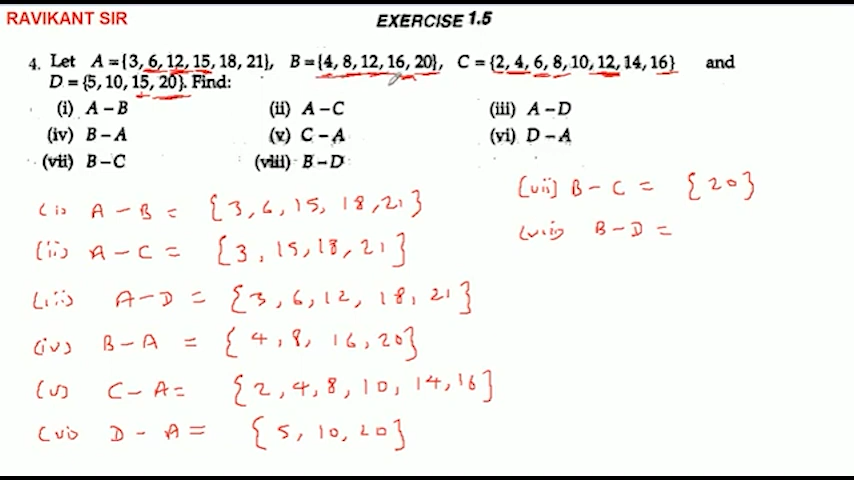 RAVIKANT SIR
EXERCISE 1.5
4. Let A = {3, 6, 12, 15, 18, 21}, B = {4, 8, 12, 16, 20}, C = {2, 4, 6, 8, 10, 12, 14, 16} and
D = {5, 10, 15, 20}. Find:
(i) A – B (ii) A – C (iii) A – D
(iv) B – A (v) C – A (vi) D – A
(vii) B – C (viii) B – D
(i) A – B = {3, 6, 15, 18, 21}
(ii) A – C = {3, 15, 18, 21}
(iii) A – D = {3, 6, 12, 18, 21}
(iv) B – A = {4, 8, 16, 20}
(v) C – A = {2, 4, 8, 10, 14, 16}
(vi) D – A = {5, 10, 20}
(vii) B – C = {20}
(viii) B – D =